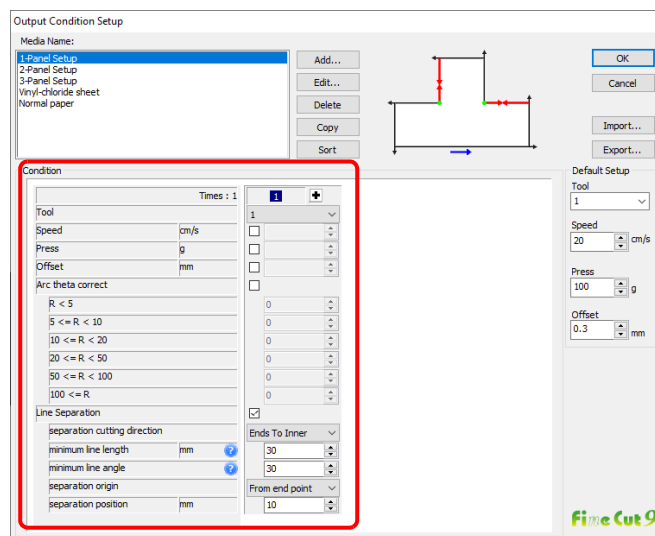 Output Condition Setup
Media Name:
1-Panel Setup
2-Panel Setup
3-Panel Setup
Vinyl-chloride sheet
Normal paper
Add...
Edit...
Delete
Copy
Sort
OK
Cancel
Import...
Export...
Condition
Times : 1
1
Tool
1
Speed cm/s
Press g
Offset mm
Arc theta correct
R < 5 0
5 <= R < 10 0
10 <= R < 20 0
20 <= R < 50 0
50 <= R < 100 0
100 <= R 0
Line Separation
separation cutting direction Ends To Inner
minimum line length mm ? 30
minimum line angle ? 30
separation origin From end point
separation position mm 10
Default Setup
Tool
1
Speed
20 cm/s
Press
100 g
Offset
0.3 mm
Fine Cut 9